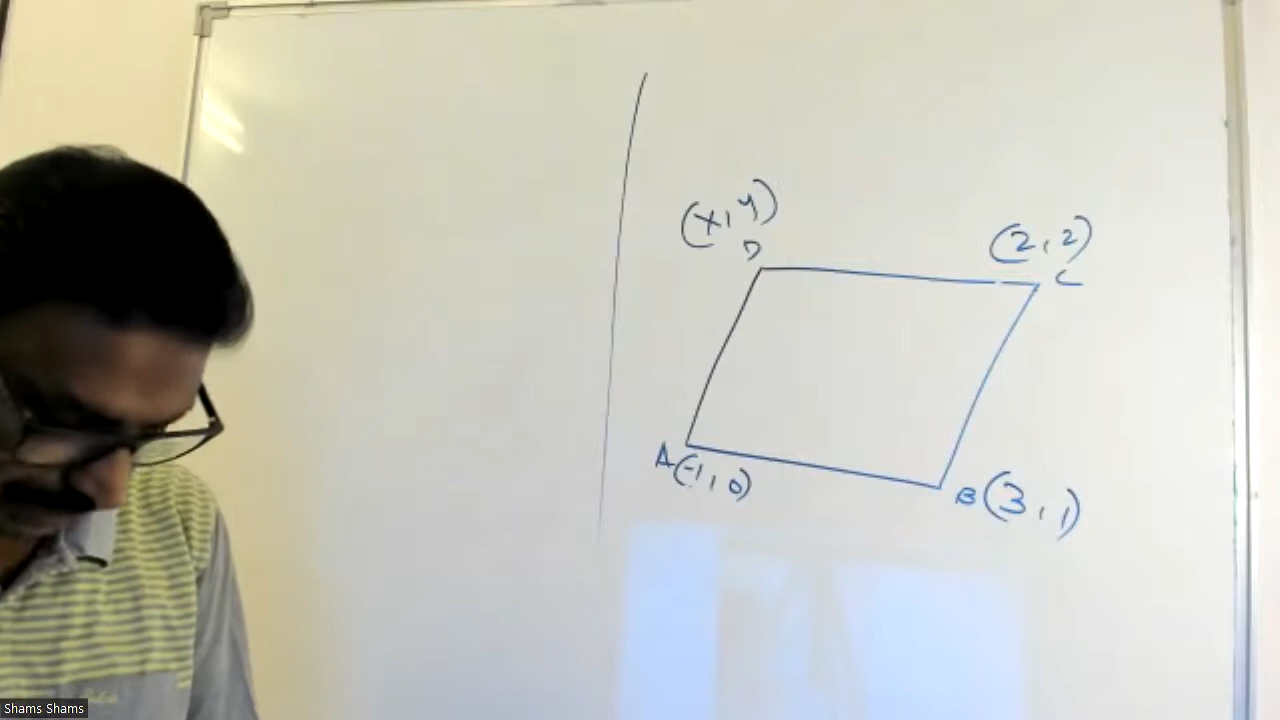 (x, y)
D
(2, 2)
C
A(-1, 0)
B(3, 1)
Shams Shams